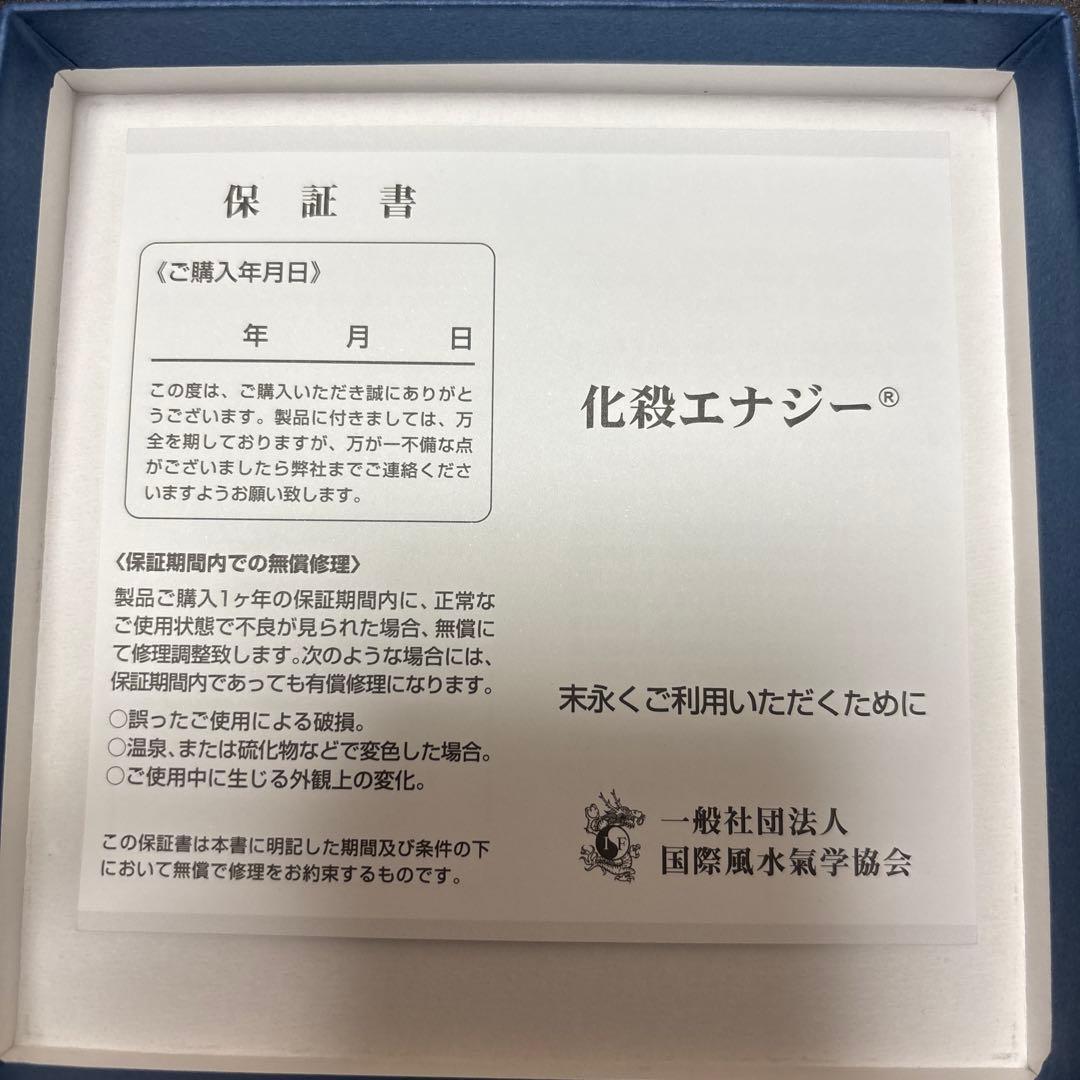 保証書
《ご購入年月日》
年 月 日
この度は、ご購入いただき誠にありがと
うございます。製品に付きましては、万
全を期しておりますが、万が一不備な点
がございましたら弊社までご連絡くださ
いますようお願い致します。
〈保証期間内での無償修理〉
製品ご購入1ヶ年の保証期間内に、正常な
ご使用状態で不良が見られた場合、無償に
て修理調整致します。次のような場合には、
保証期間内であっても有償修理になります。
○誤ったご使用による破損。
○温泉、または硫化物などで変色した場合。
○ご使用中に生じる外観上の変化。
この保証書は本書に明記した期間及び条件の下
において無償で修理をお約束するものです。
化殺エナジー®
末永くご利用いただくために
IF
一般社団法人
国際風水氣学協会